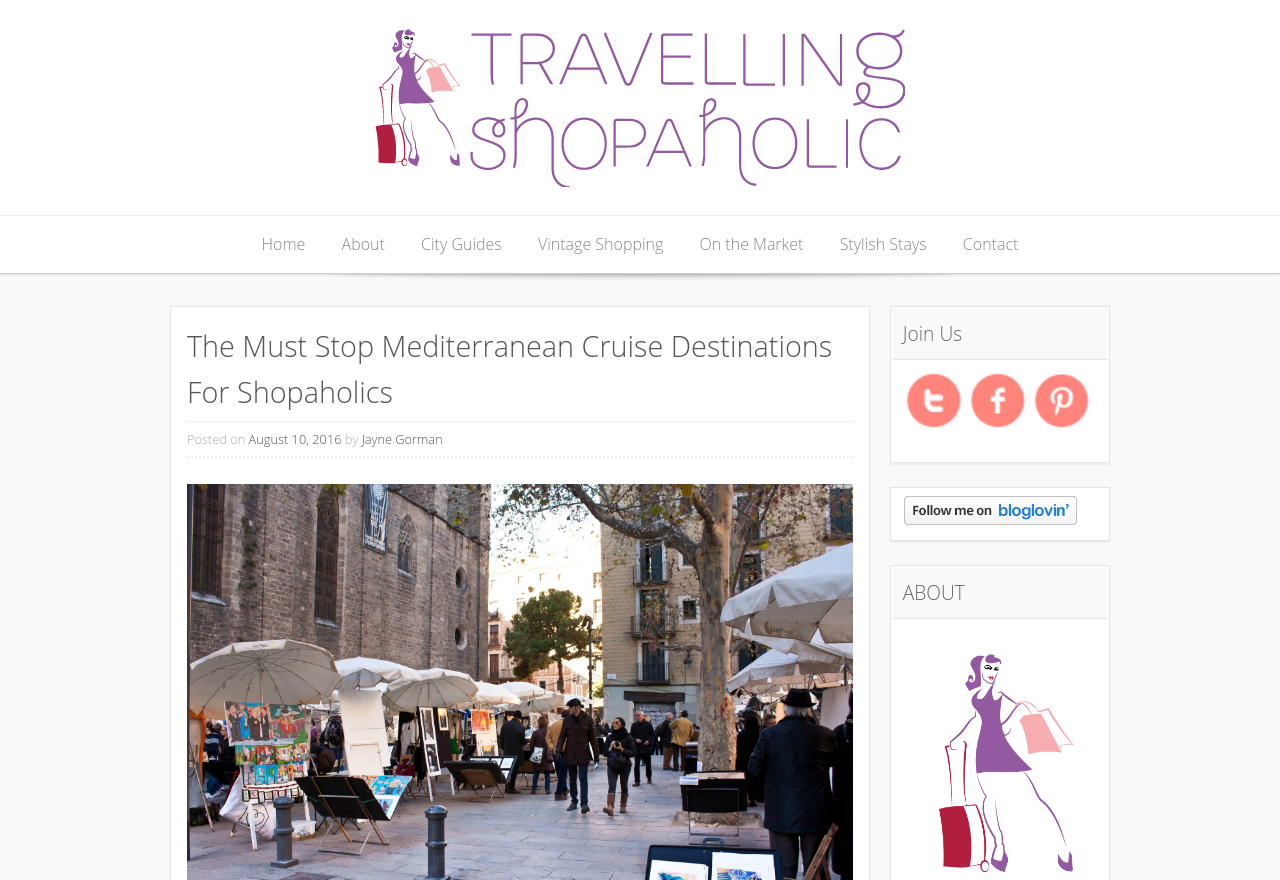 TRAVELLING
SHOPAHOLIC
Home About City Guides Vintage Shopping On the Market Stylish Stays Contact
The Must Stop Mediterranean Cruise Destinations
For Shopaholics
Posted on August 10, 2016 by Jayne Gorman
Join Us
Follow me on bloglovin'
ABOUT